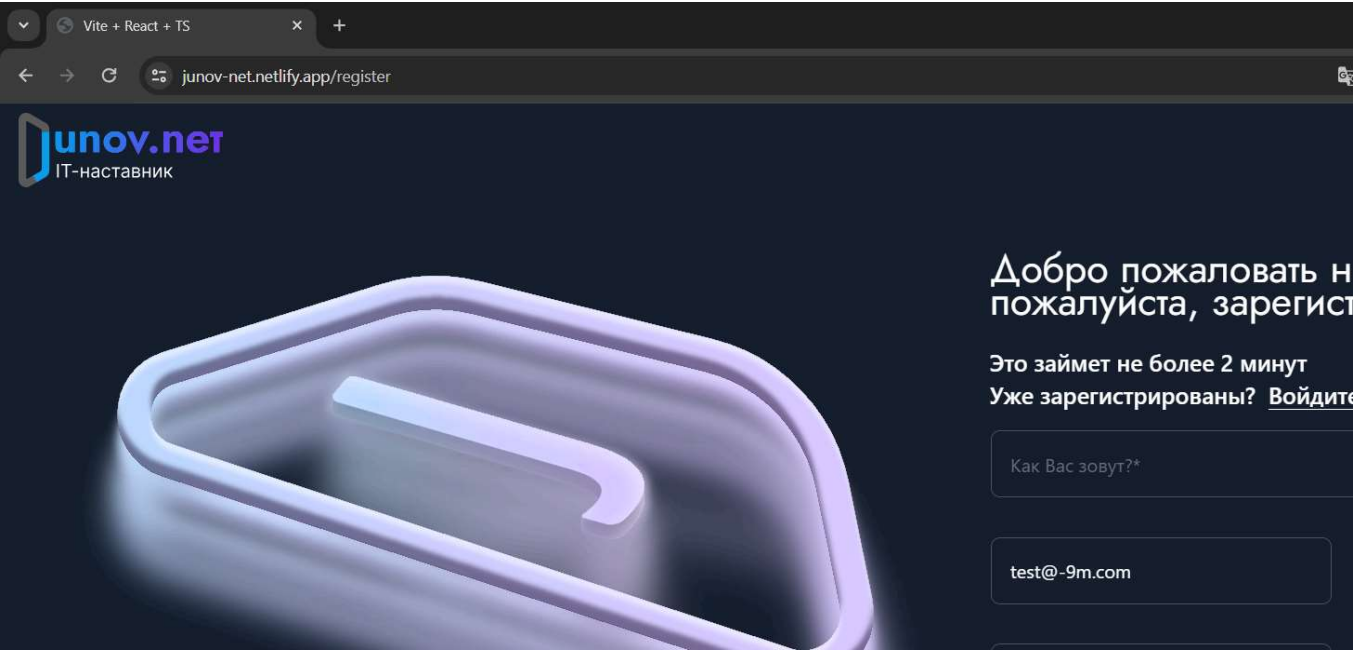 Vite + React + TS
junov-net.netlify.app/register
junov.net
IT-наставник
Добро пожаловать н
пожалуйста, зарегист
Это займет не более 2 минут
Уже зарегистрированы? Войдите
Как Вас зовут?*
test@-9m.com